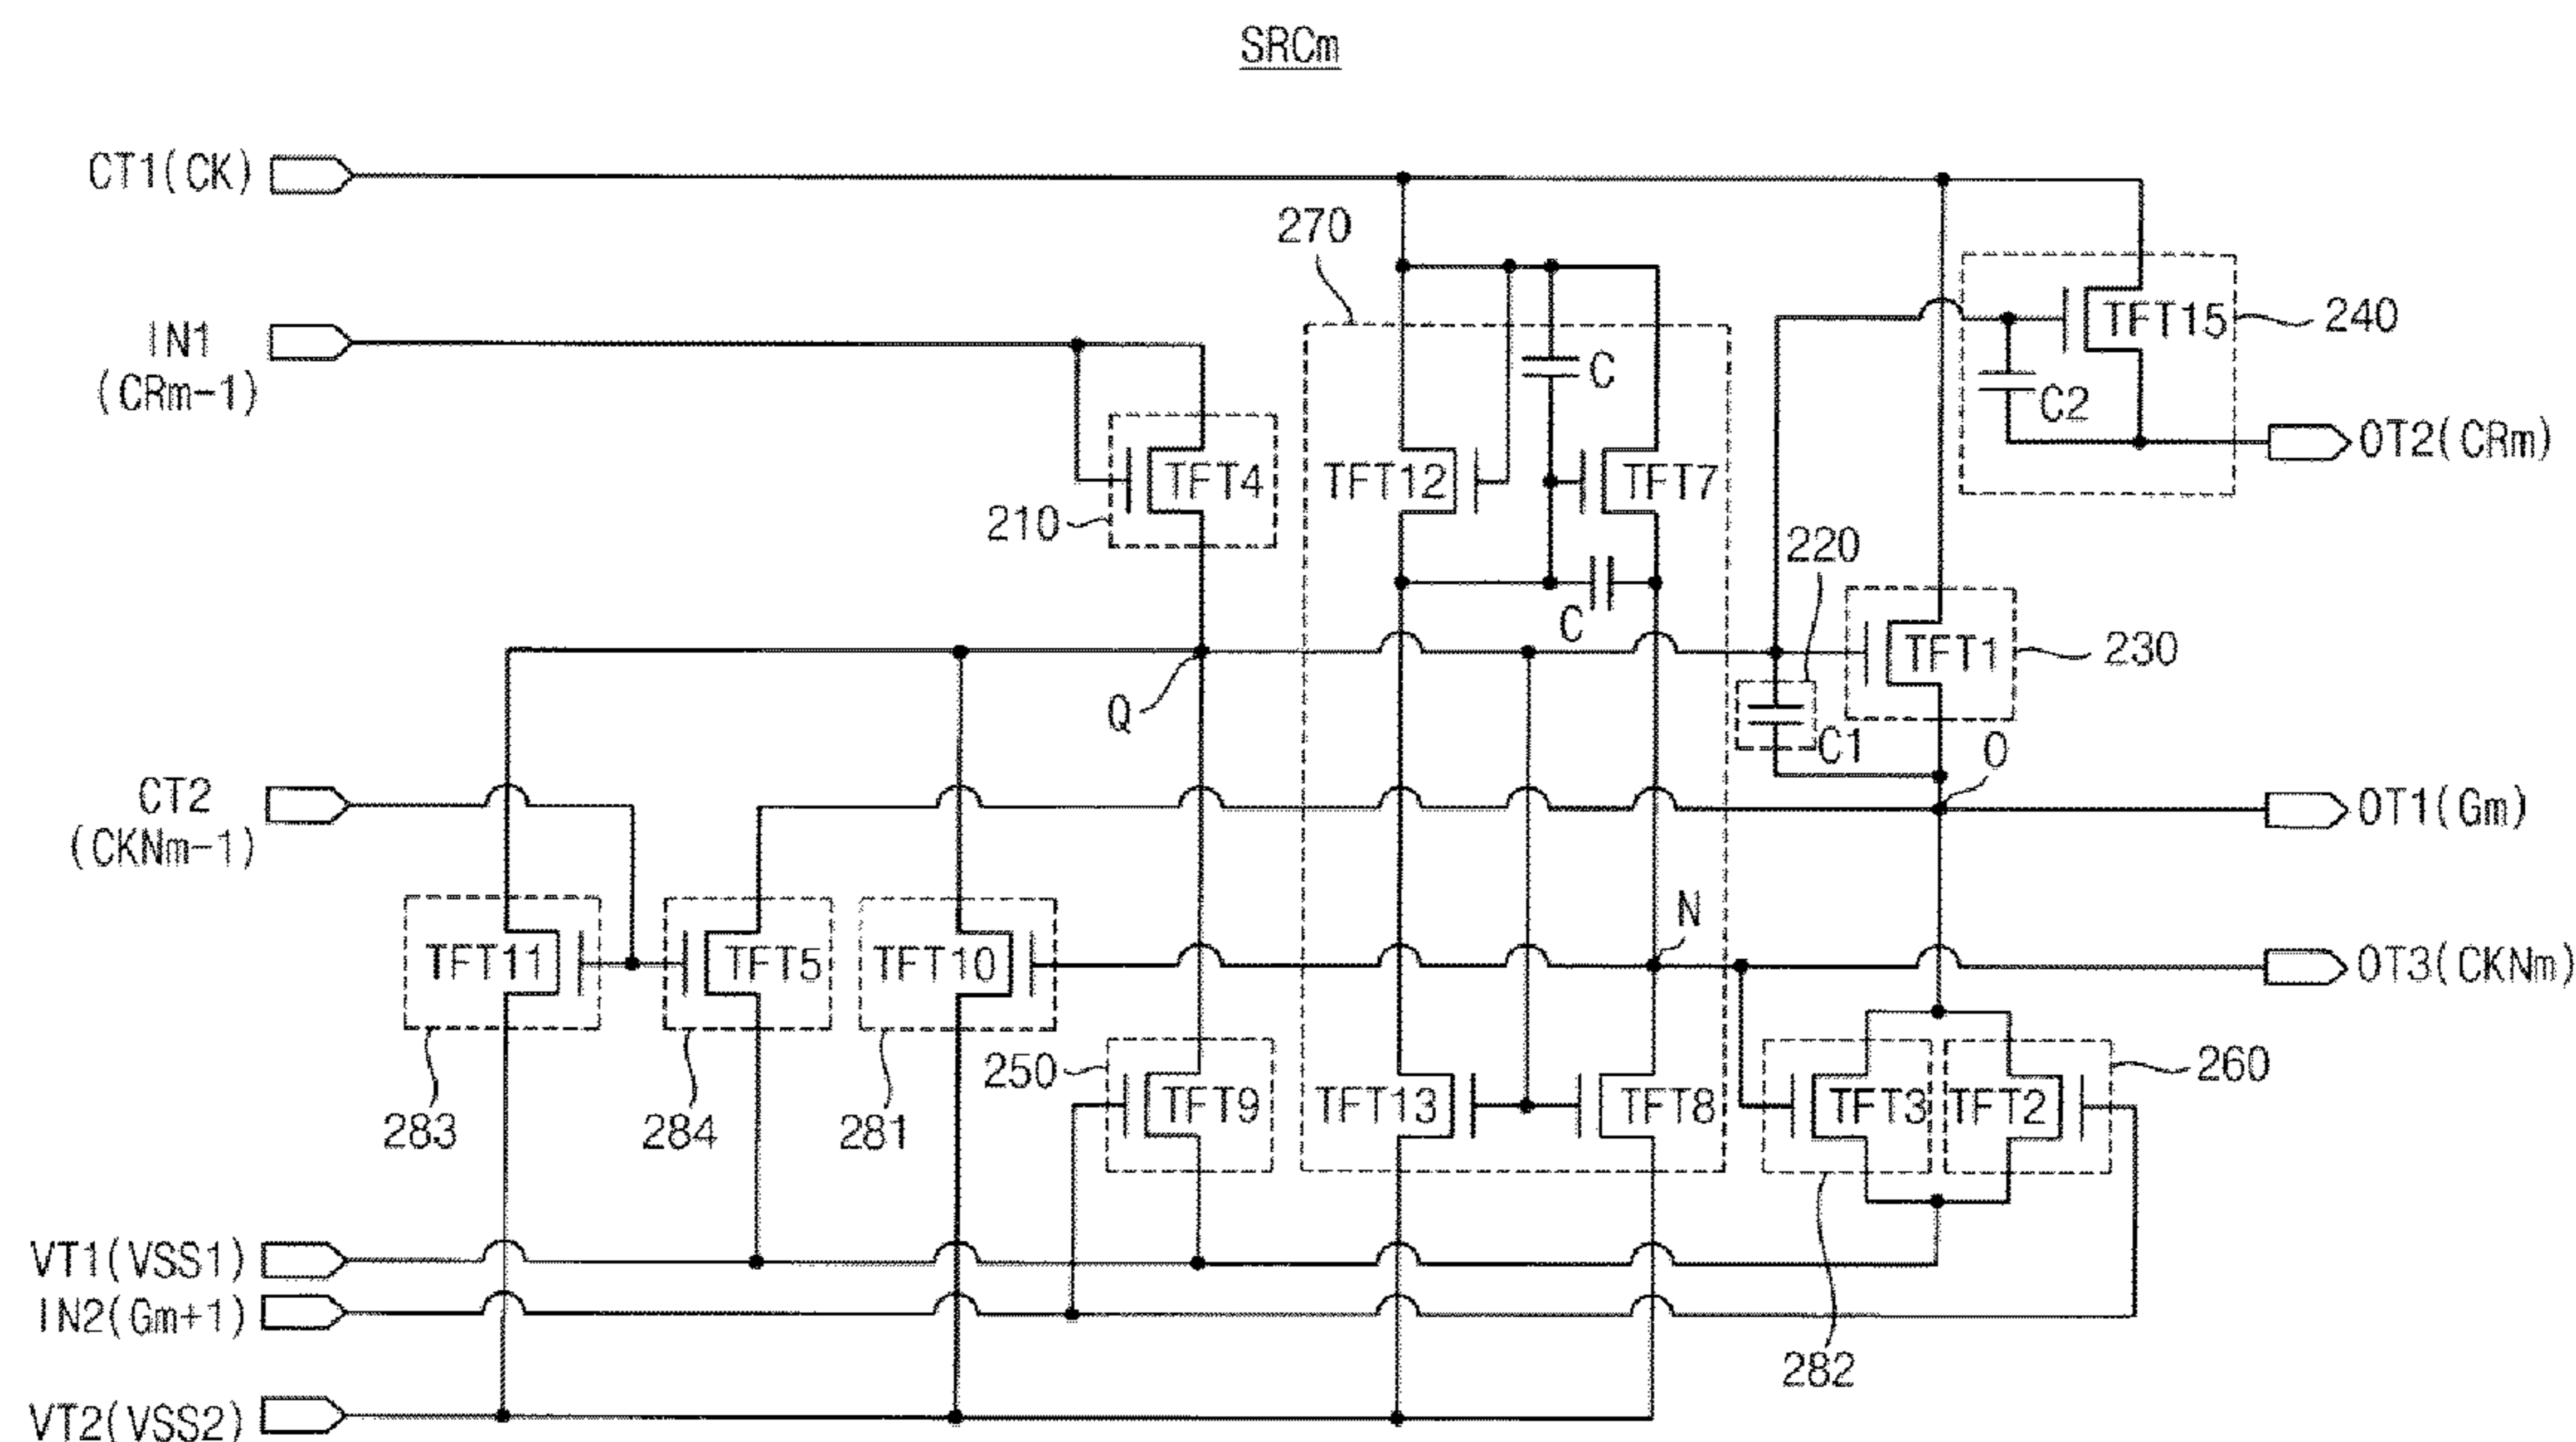 SRCm
CT1(CK)
270
IN1
(CRm-1)
TFT15
240
C
C2
OT2(CRm)
TFT4
TFT12
TFT7
210
220
C
TFT1
230
Q
C1
O
CT2
(CKNm-1)
OT1(Gm)
N
TFT11
TFT5
TFT10
OT3(CKNm)
250
TFT9
TFT13
TFT8
TFT3
TFT2
260
283
284
281
VT1(VSS1)
IN2(Gm+1)
282
VT2(VSS2)